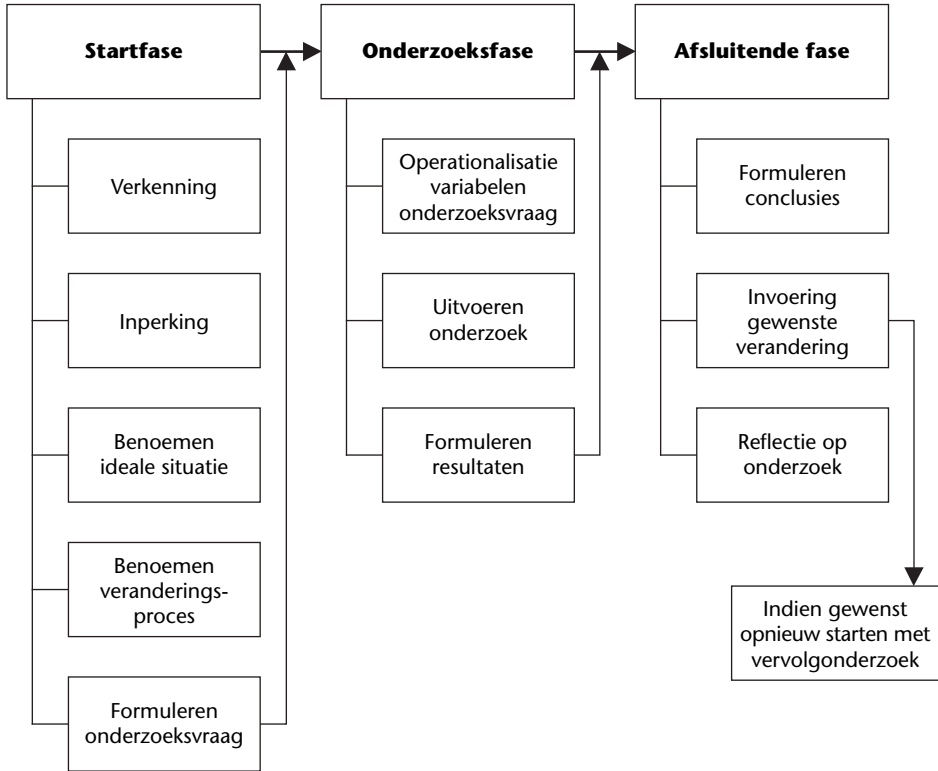 Startfase
Verkenning
Inperking
Benoemen
ideale situatie
Benoemen
veranderings-
proces
Formuleren
onderzoeksvraag
Onderzoeksfase
Operationalisatie
variabelen
onderzoeksvraag
Uitvoeren
onderzoek
Formuleren
resultaten
Afsluitende fase
Formuleren
conclusies
Invoering
gewenste
verandering
Reflectie op
onderzoek
Indien gewenst
opnieuw starten met
vervolgonderzoek